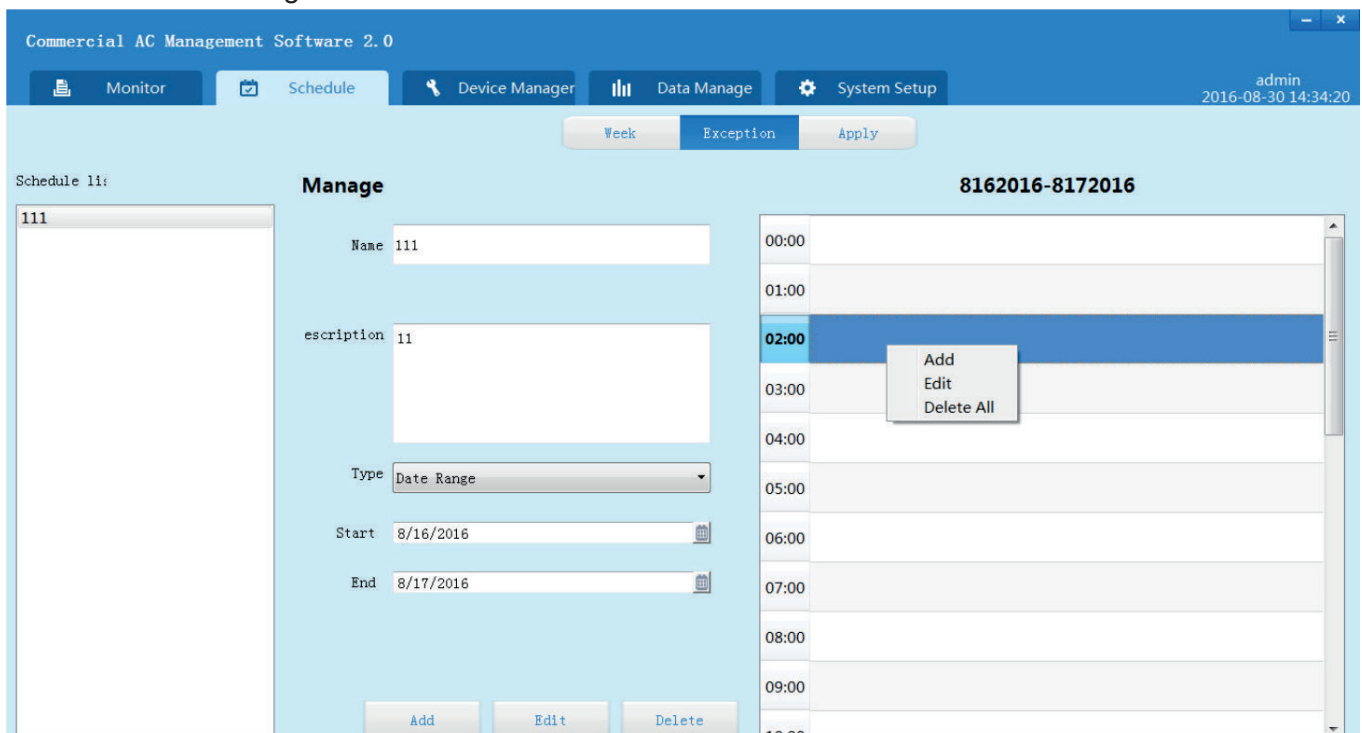 Commercial AC Management Software 2.0
Monitor Schedule Device Manager Data Manage System Setup
admin
2016-08-30 14:34:20
Week Exception Apply
Schedule li
111
Manage
Name 111
escription 11
Type Date Range
Start 8/16/2016
End 8/17/2016
Add Edit Delete
8162016-8172016
00:00
01:00
02:00
Add
Edit
Delete All
03:00
04:00
05:00
06:00
07:00
08:00
09:00